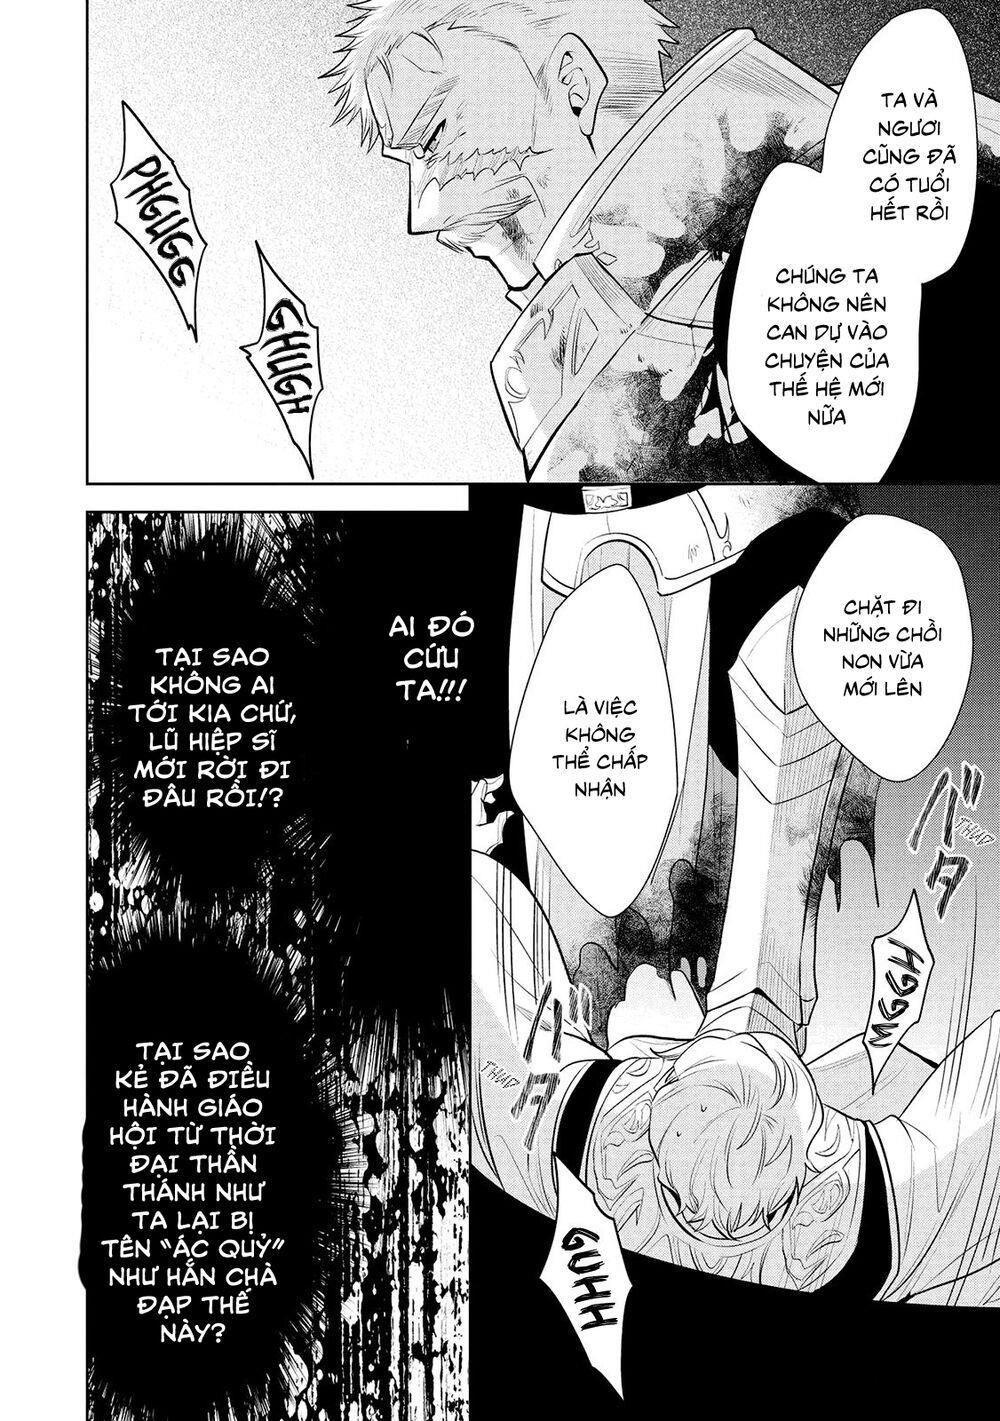 TA VÀ
NGƯƠI
CŨNG ĐÃ
CÓ TUỔI
HẾT RỒI
CHÚNG TA
KHÔNG NÊN
CAN DỰ VÀO
CHUYỆN CỦA
THẾ HỆ MỚI
NỮA
GHNGH
PHGUGG
CHẶT ĐI
NHỮNG CHỒI
NON VỪA
MỚI LÊN
LÀ VIỆC
KHÔNG
THỂ CHẤP
NHẬN
バタ
THUD
MGGGH
バタ
THUD
GUHHH
AI ĐÓ
CỨU
TA!!!
TẠI SAO
KHÔNG AI
TỚI KIA CHỨ,
LŨ HIỆP SĨ
MỚI RỜI ĐI
ĐÂU RỒI!?
TẠI SAO
KẺ ĐÃ ĐIỀU
HÀNH GIÁO
HỘI TỪ THỜI
ĐẠI THẦN
THÁNH NHƯ
TA LẠI BỊ
TÊN “ÁC QUỶ”
NHƯ HẮN CHÀ
ĐẠP THẾ
NÀY?